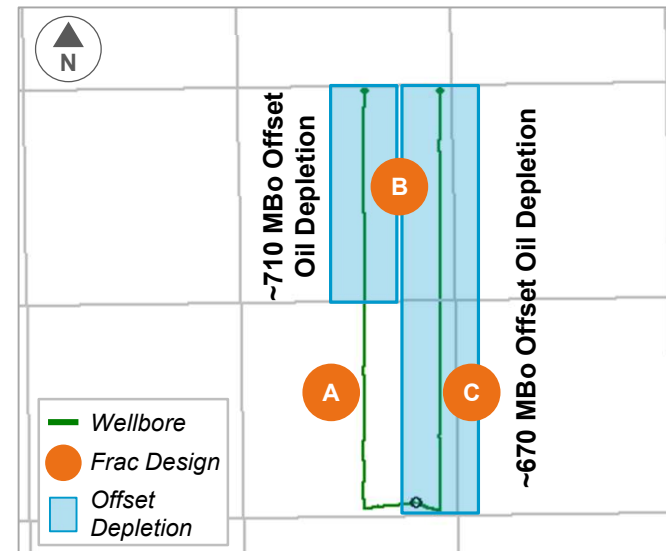 N
~710 MBo Offset
Oil Depletion
B
~670 MBo Offset Oil Depletion
A
C
Wellbore
Frac Design
Offset
Depletion